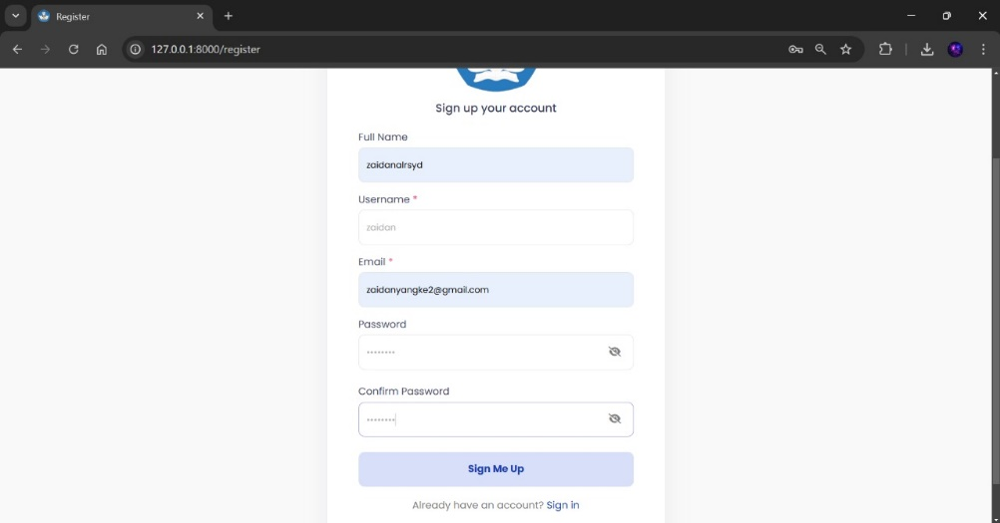 Register
127.0.0.1:8000/register
Sign up your account
Full Name
zaidanalrsyd
Username *
zaidan
Email *
zaidanyangke2@gmail.com
Password
••••••••
Confirm Password
••••••••
Sign Me Up
Already have an account? Sign in